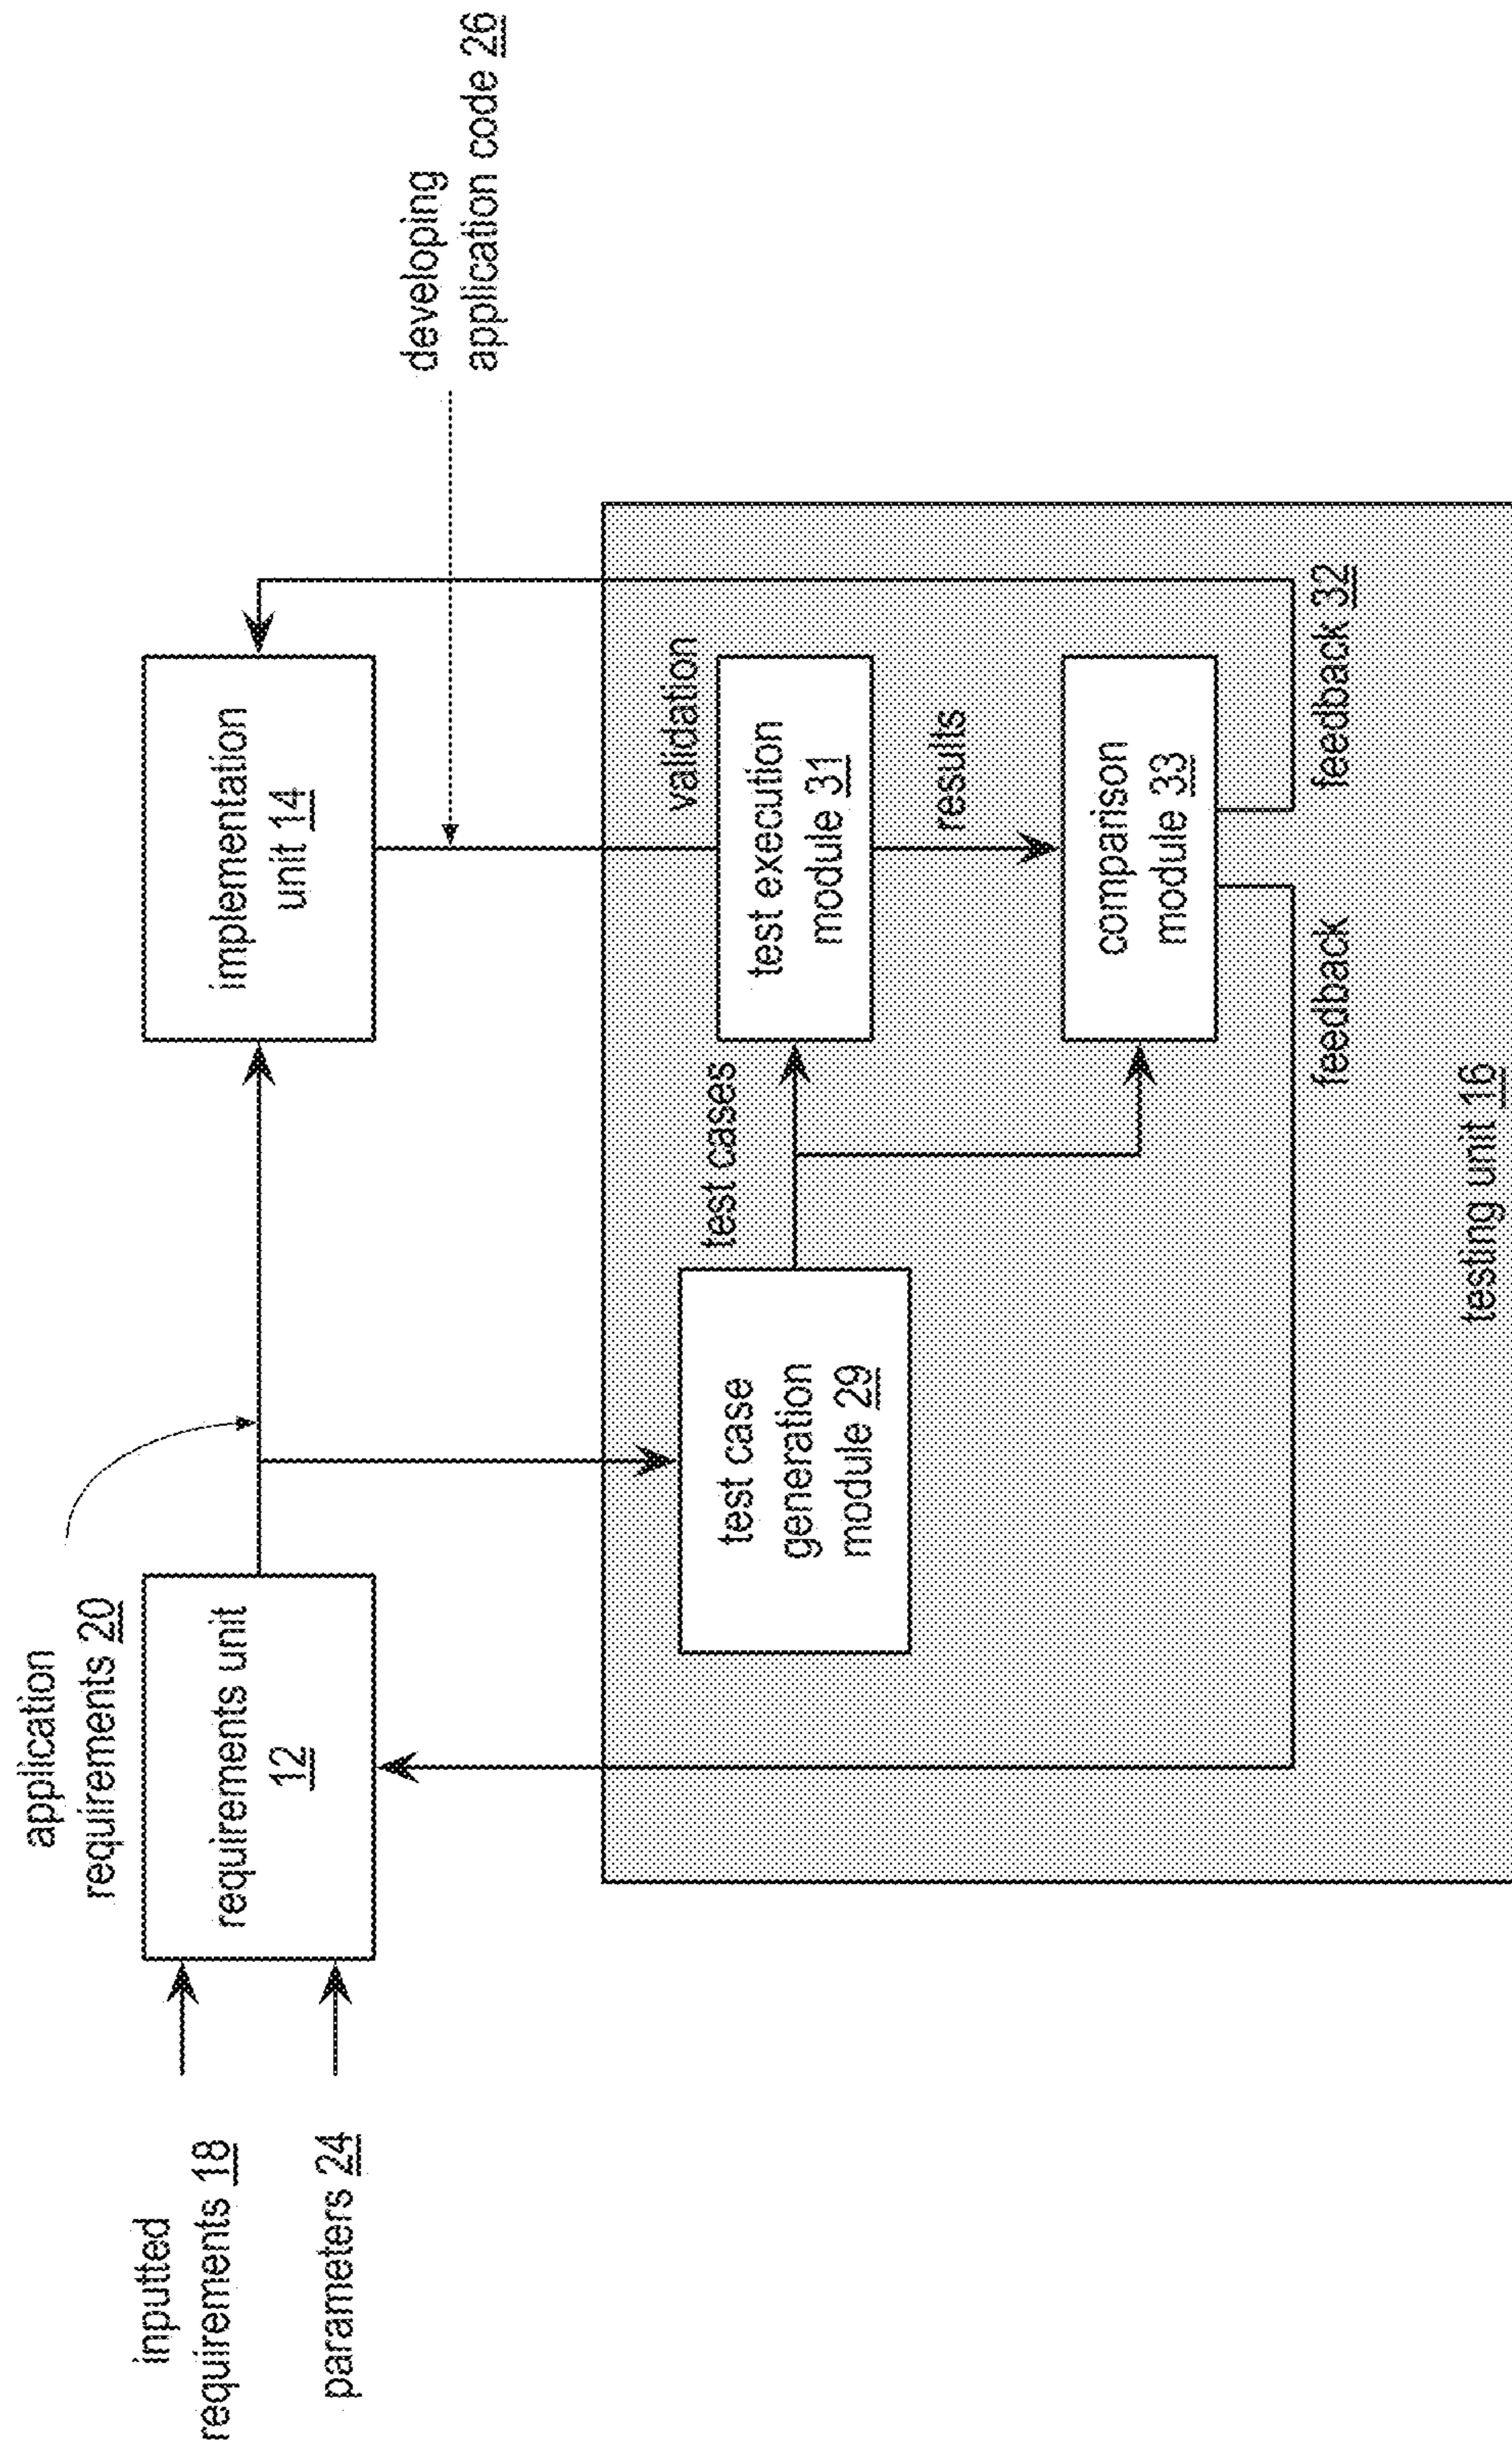 application
requirements 20
inputted
requirements 18
parameters 24
requirements unit
12
implementation
unit 14
developing
application code 26
test case
generation
module 29
test cases
validation
test execution
module 31
results
comparison
module 33
feedback
feedback 32
testing unit 16